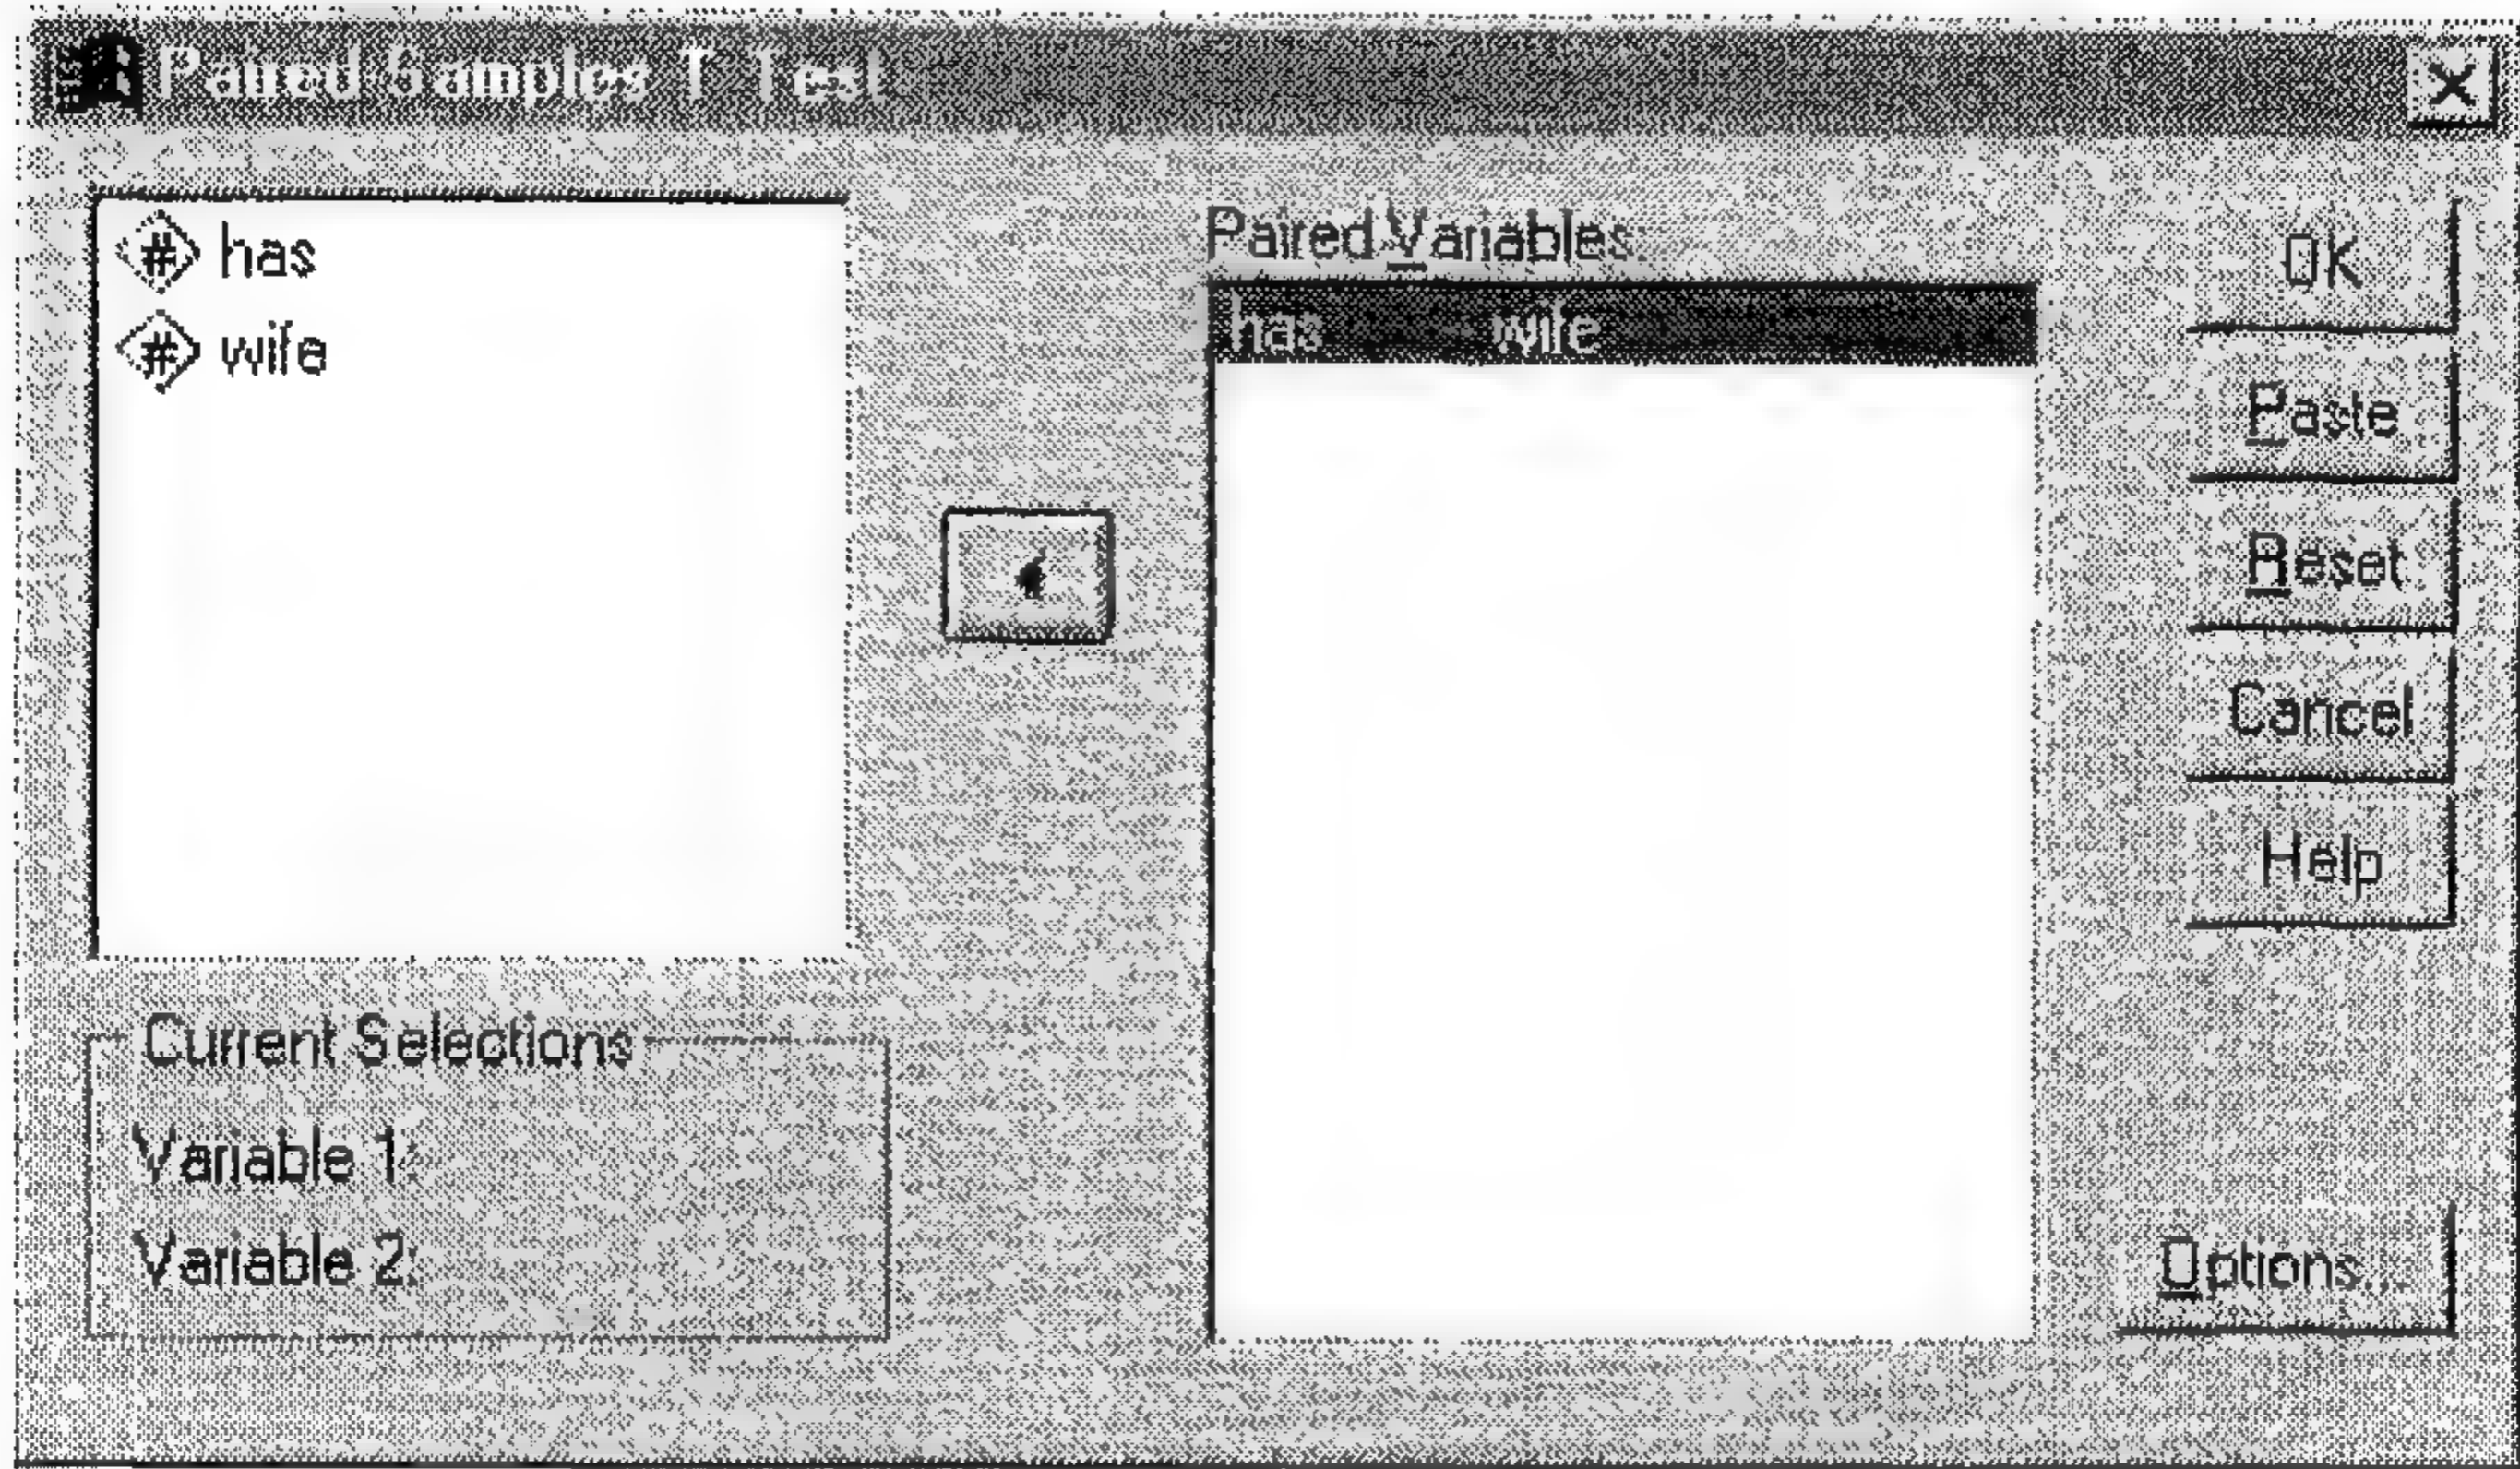 Paired-Samples T Test
has
wife
Paired Variables:
has -- wife
OK
Paste
Reset
Cancel
Help
Current Selections
Variable 1:
Variable 2:
Options...